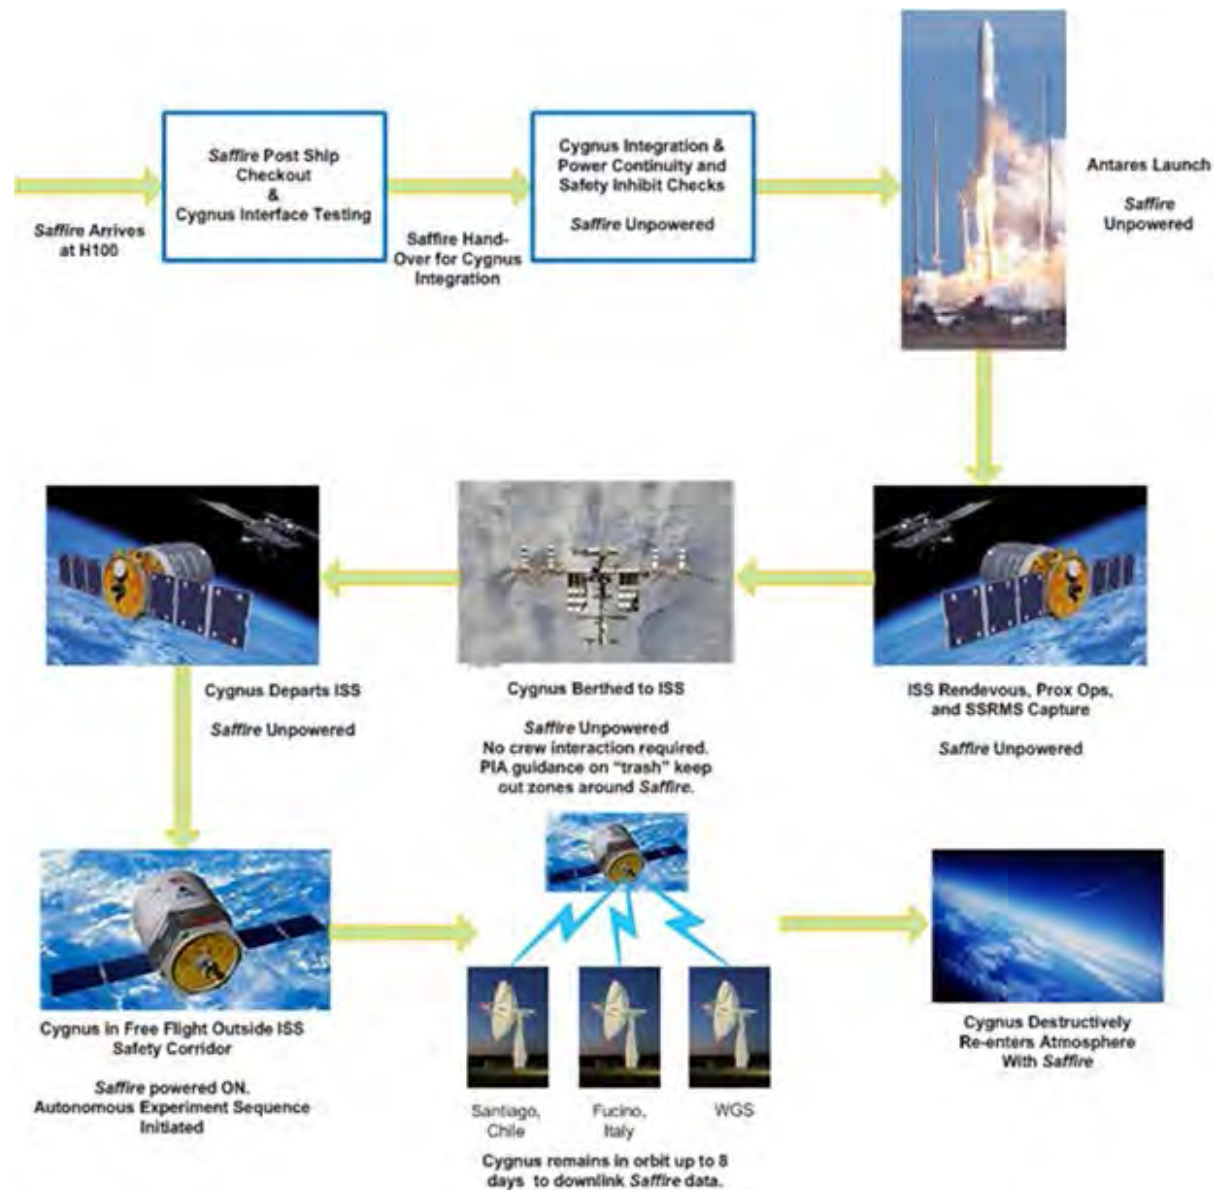 Saffire Arrives
at H100
Saffire Post Ship
Checkout
&
Cygnus Interface Testing
Saffire Hand-
Over for Cygnus
Integration
Cygnus Integration &
Power Continuity and
Safety Inhibit Checks
Saffire Unpowered
Antares Launch
Saffire
Unpowered
ISS Rendevous, Prox Ops,
and SSRMS Capture
Saffire Unpowered
Cygnus Berthed to ISS
Saffire Unpowered
No crew interaction required.
PIA guidance on “trash” keep
out zones around Saffire.
Cygnus Departs ISS
Saffire Unpowered
Cygnus in Free Flight Outside ISS
Safety Corridor
Saffire powered ON.
Autonomous Experiment Sequence
Initiated
Santiago,
Chile
Fucino,
Italy
WGS
Cygnus remains in orbit up to 8
days to downlink Saffire data.
Cygnus Destructively
Re-enters Atmosphere
With Saffire